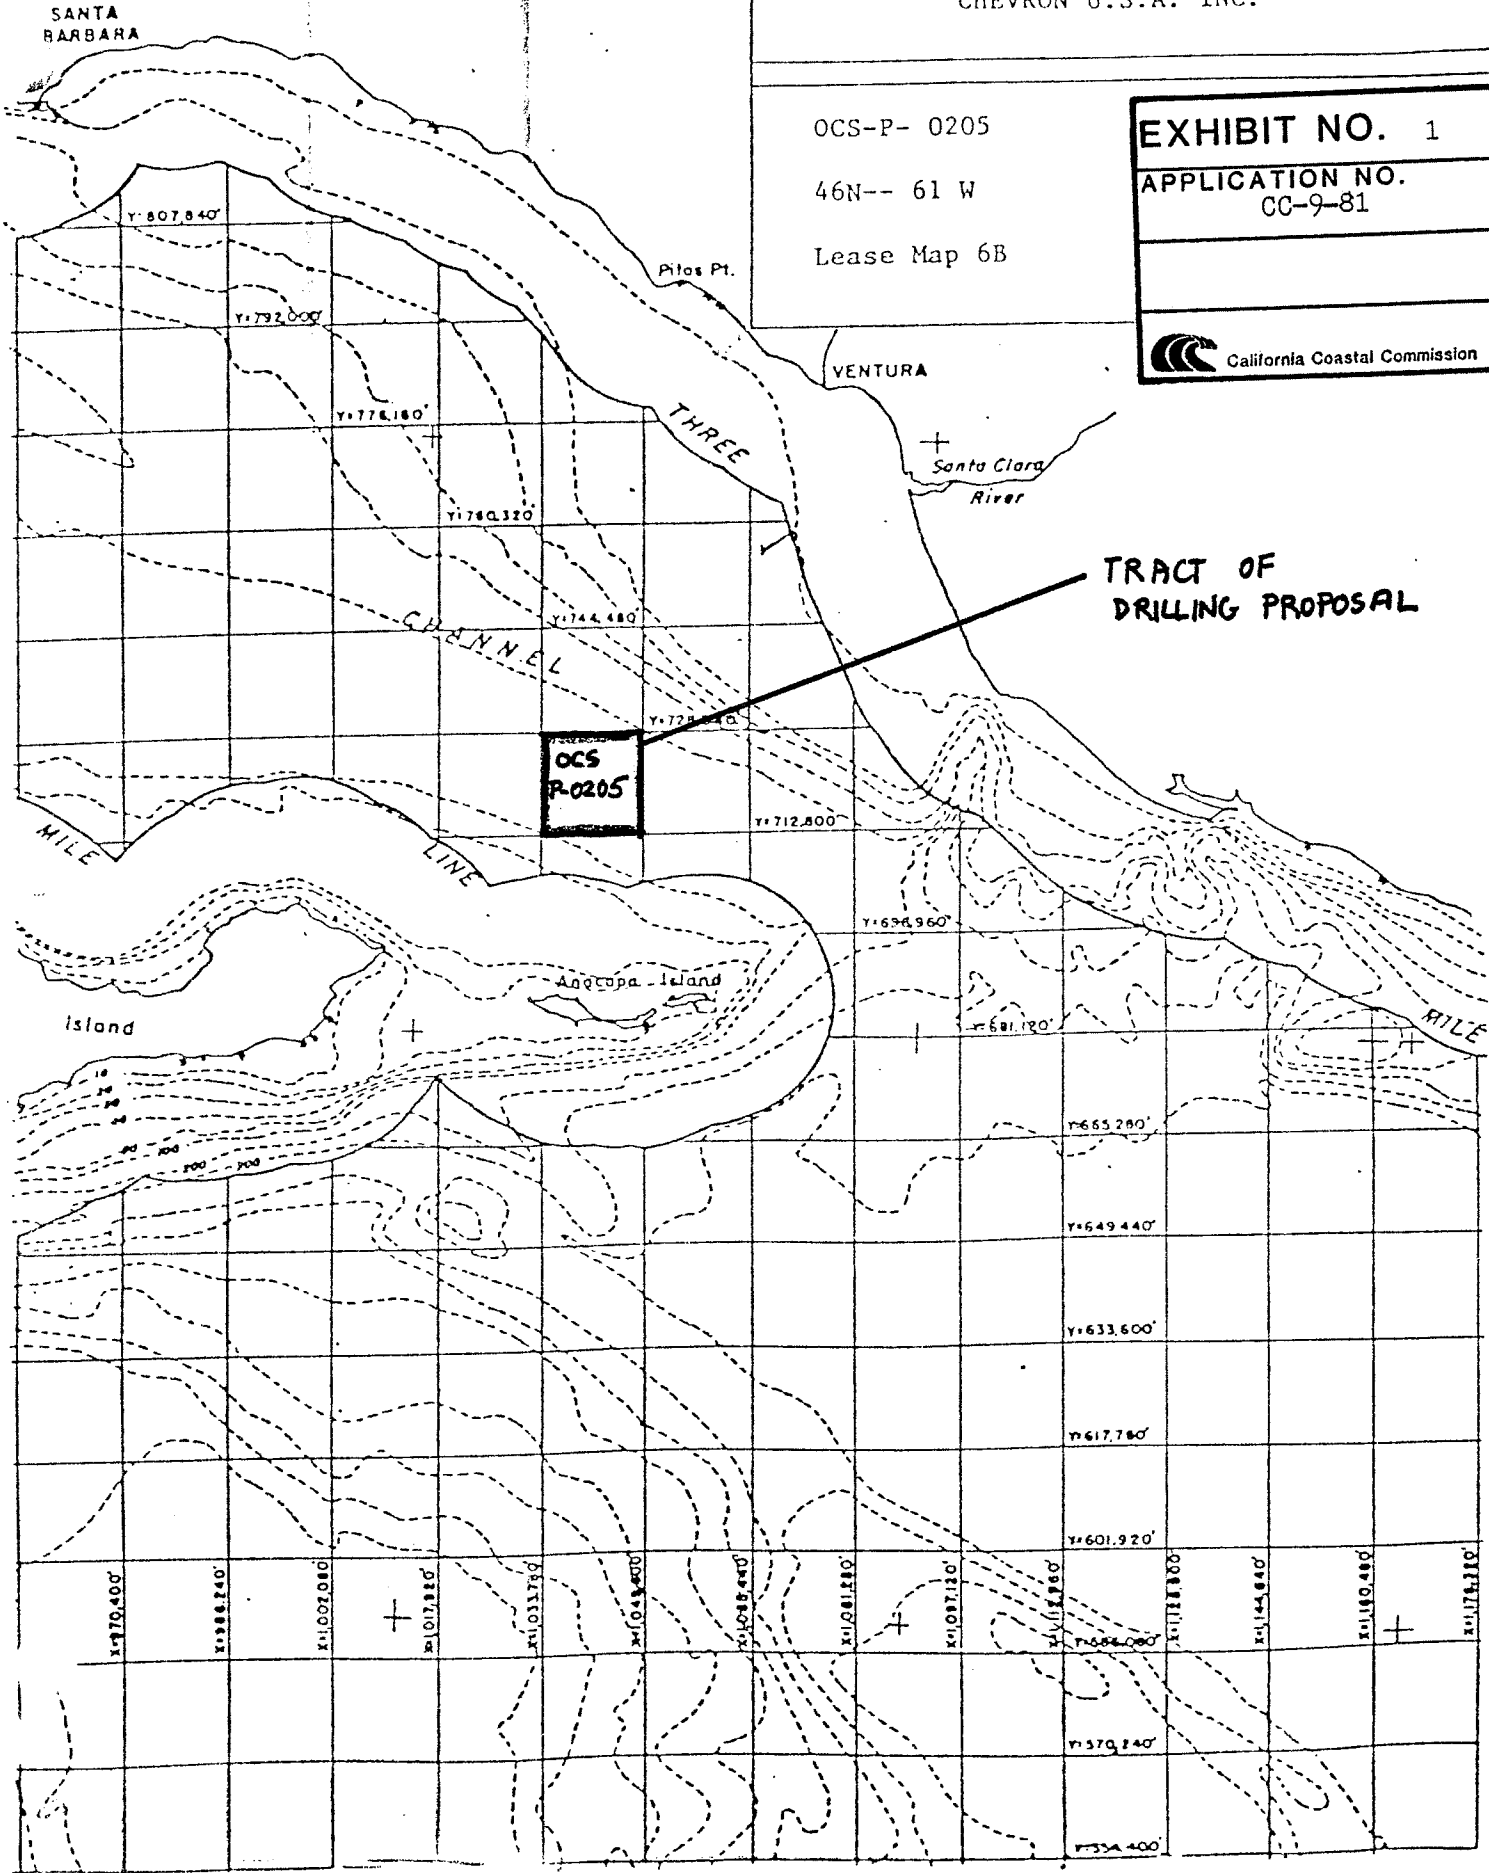 SANTA
BARBARA
CHEVRON U.S.A. INC.
OCS-P- 0205
46N-- 61 W
Lease Map 6B
EXHIBIT NO. 1
APPLICATION NO.
CC-9-81
California Coastal Commission
Y=807,840'
Pitas Pt.
Y=792,000'
VENTURA
Y=776,160'
THREE
Santa Clara
River
Y=760,320'
TRACT OF
DRILLING PROPOSAL
Y=744,480'
CHANNEL
OCS
P-0205
Y=712,800'
MILE
LINE
Y=696,960'
Anacapa Island
Island
Y=681,120'
MILE
Y=665,280'
Y=649,440'
Y=633,600'
Y=617,760'
Y=601,920'
X=970,400'
X=986,240'
X=1,002,080'
X=1,017,920'
X=1,033,760'
X=1,049,600'
X=1,065,440'
X=1,081,280'
X=1,097,120'
X=1,112,960'
X=1,128,800'
X=1,144,640'
X=1,160,480'
Y=570,240'
Y=554,400'